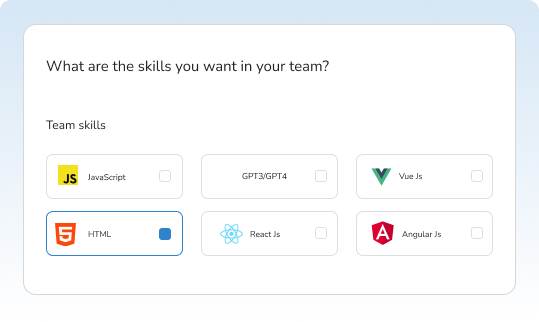 What are the skills you want in your team?
Team skills
JS JavaScript
GPT3/GPT4
Vue Js
5 HTML
React Js
A Angular Js